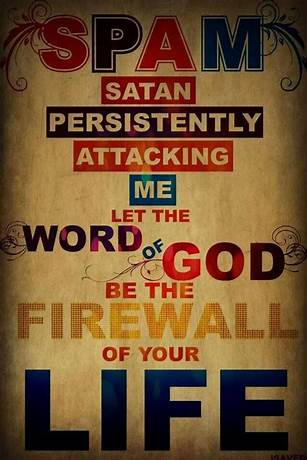 SPAM
SATAN
PERSISTENTLY
ATTACKING
ME
LET THE
WORD OF GOD
BE THE
FIREWALL
OF YOUR
LIFE